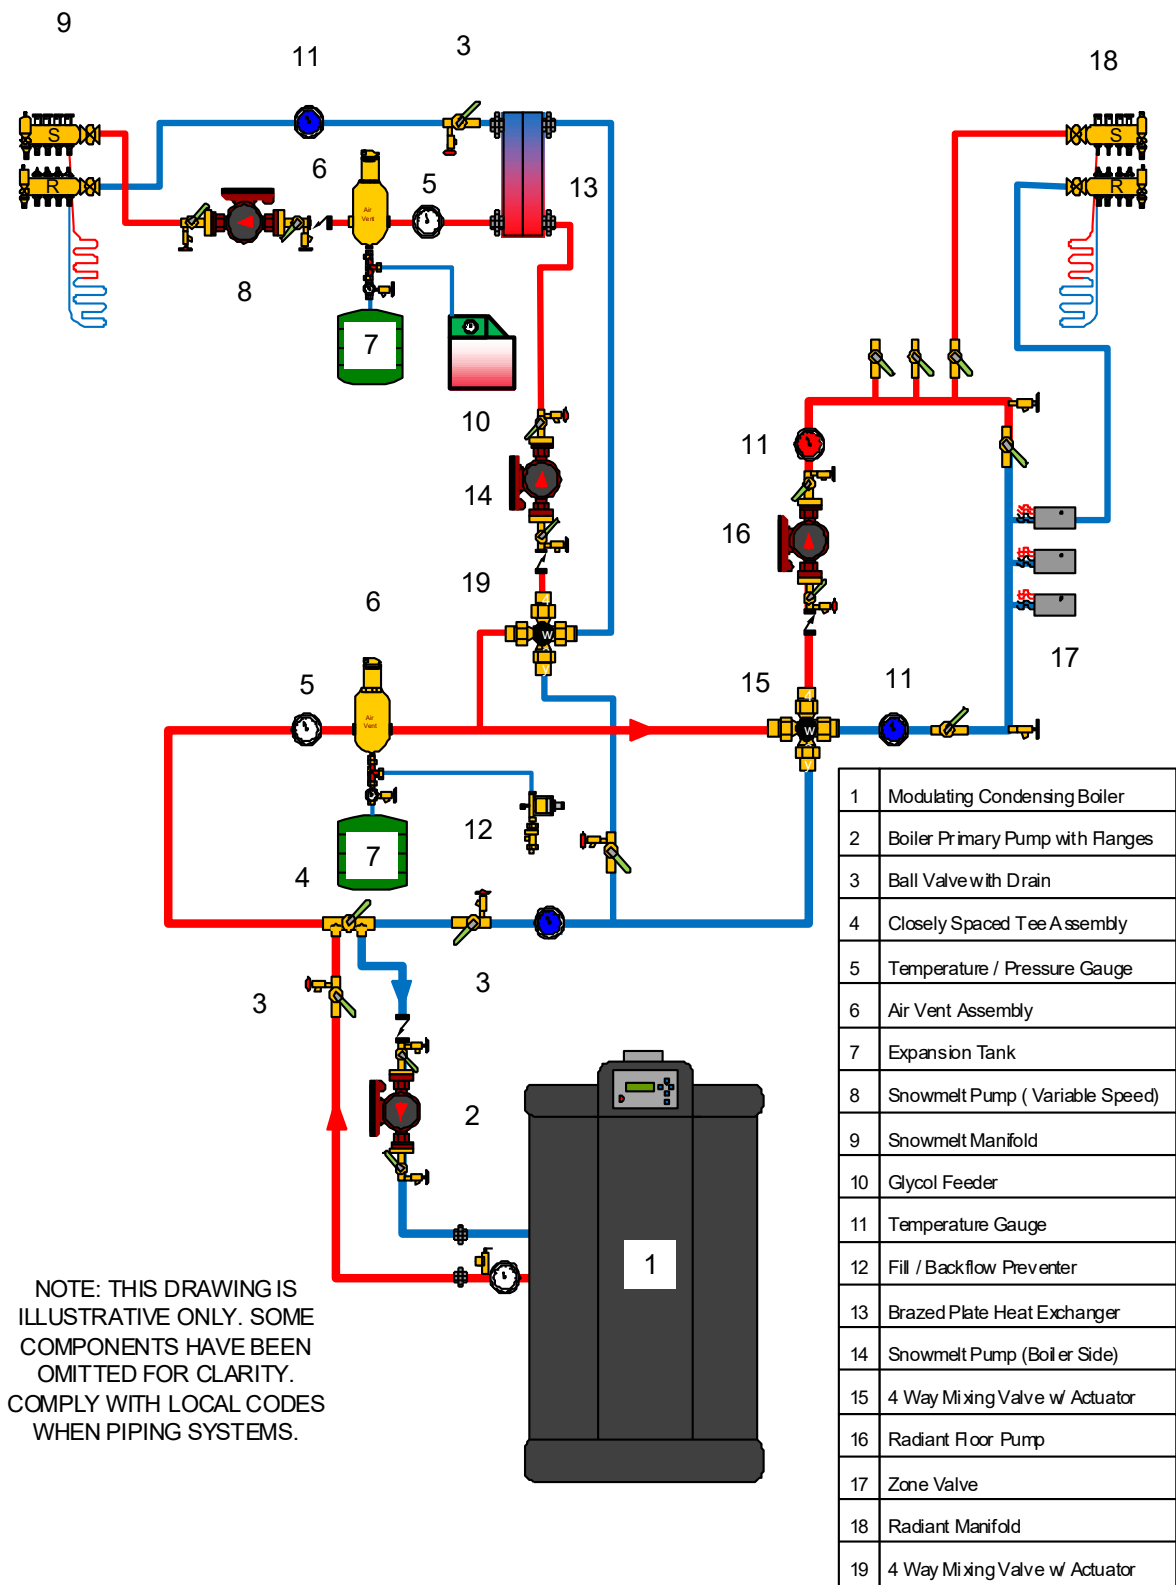 9
11
3
18
S
R
6
5
13
S
R
Air
Vent
8
7
10
11
14
16
19
4
W
y
6
17
5
15
11
4
W
y
Air
Vent
12
7
4
3
3
2
1
NOTE: THIS DRAWING IS
ILLUSTRATIVE ONLY. SOME
COMPONENTS HAVE BEEN
OMITTED FOR CLARITY.
COMPLY WITH LOCAL CODES
WHEN PIPING SYSTEMS.
1 Modulating Condensing Boiler
2 Boiler Primary Pump with Flanges
3 Ball Valve with Drain
4 Closely Spaced Tee Assembly
5 Temperature / Pressure Gauge
6 Air Vent Assembly
7 Expansion Tank
8 Snowmelt Pump ( Variable Speed)
9 Snowmelt Manifold
10 Glycol Feeder
11 Temperature Gauge
12 Fill / Backflow Preventer
13 Brazed Plate Heat Exchanger
14 Snowmelt Pump (Boiler Side)
15 4 Way Mixing Valve w/ Actuator
16 Radiant Floor Pump
17 Zone Valve
18 Radiant Manifold
19 4 Way Mixing Valve w/ Actuator